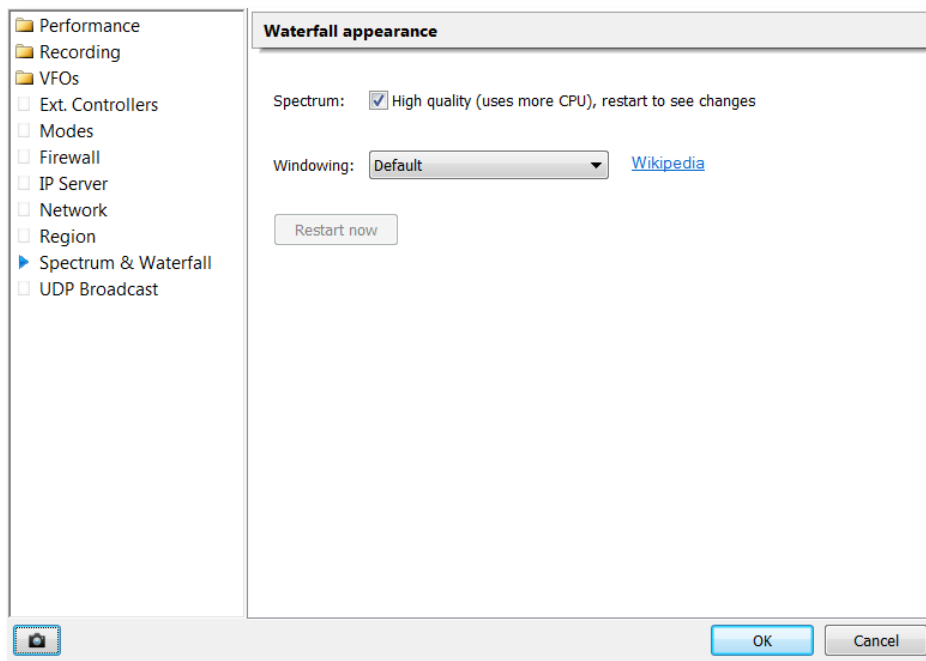 Performance
Recording
VFOs
Ext. Controllers
Modes
Firewall
IP Server
Network
Region
Spectrum & Waterfall
UDP Broadcast
Waterfall appearance
Spectrum: High quality (uses more CPU), restart to see changes
Windowing: Default Wikipedia
Restart now
OK Cancel